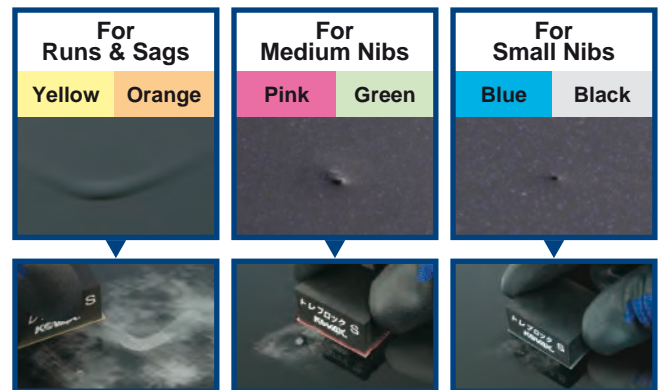 For
Runs & Sags
Yellow Orange
For
Medium Nibs
Pink Green
For
Small Nibs
Blue Black
S
トレブロック S
KOVAX
トレブロック S
KOVAX